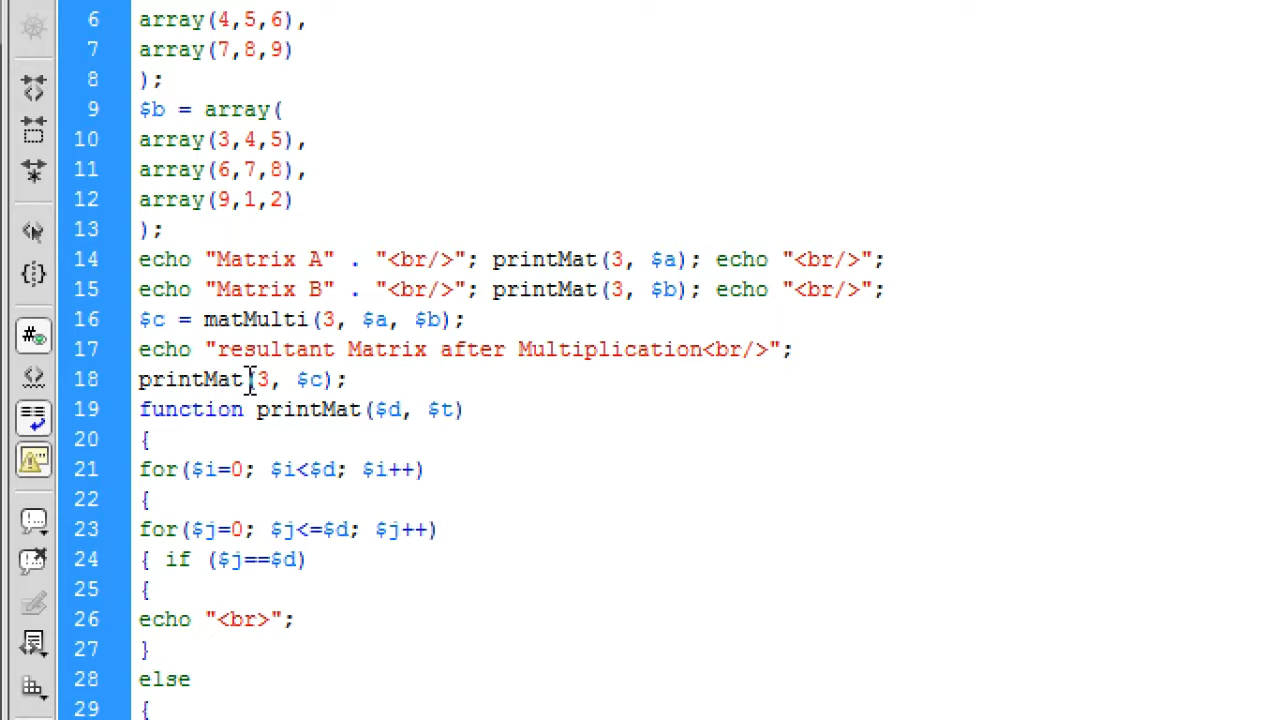 6 array(4,5,6),
7 array(7,8,9)
8 );
9 $b = array(
10 array(3,4,5),
11 array(6,7,8),
12 array(9,1,2)
13 );
14 echo "Matrix A" . "<br/>"; printMat(3, $a); echo "<br/>";
15 echo "Matrix B" . "<br/>"; printMat(3, $b); echo "<br/>";
16 $c = matMulti(3, $a, $b);
17 echo "resultant Matrix after Multiplication<br/>";
18 printMat(3, $c);
19 function printMat($d, $t)
20 {
21 for($i=0; $i<$d; $i++)
22 {
23 for($j=0; $j<=$d; $j++)
24 { if ($j==$d)
25 {
26 echo "<br>";
27 }
28 else
29 {